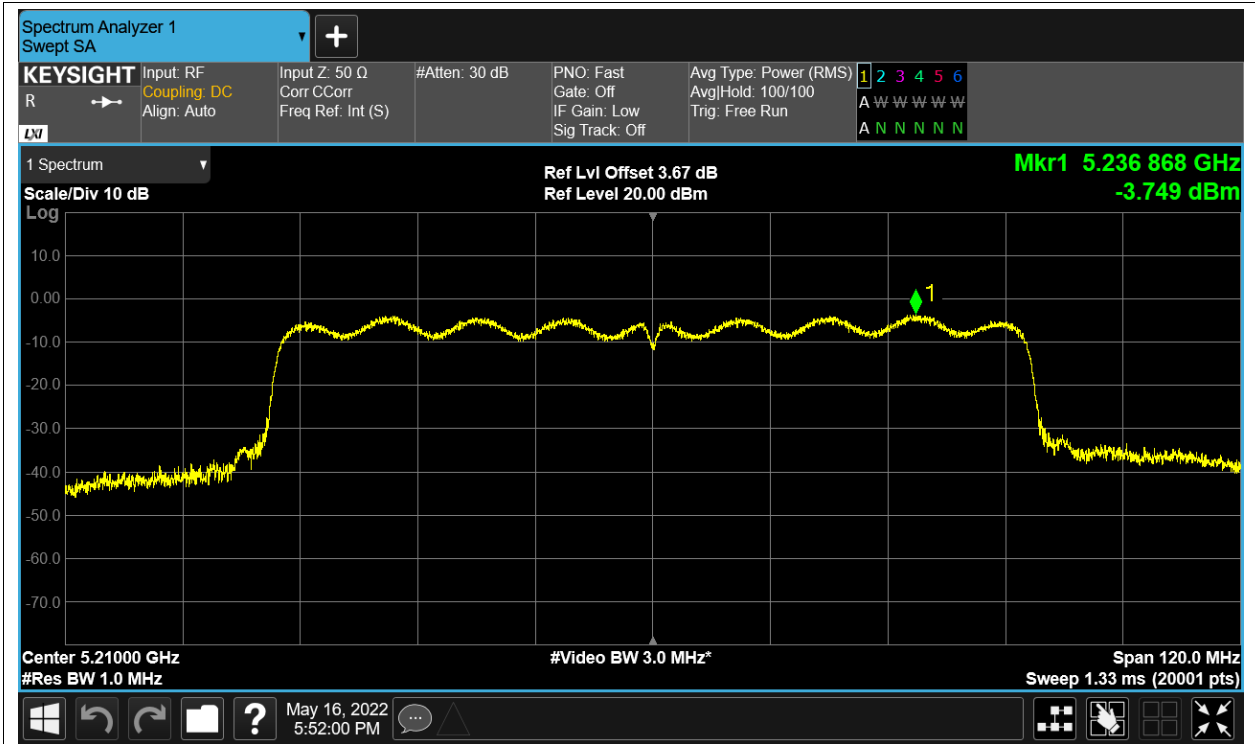 Spectrum Analyzer 1
Swept SA
KEYSIGHT
R
LXI
Input: RF
Coupling: DC
Align: Auto
Input Z: 50 Ω
Corr CCorr
Freq Ref: Int (S)
#Atten: 30 dB
PNO: Fast
Gate: Off
IF Gain: Low
Sig Track: Off
Avg Type: Power (RMS)
Avg|Hold: 100/100
Trig: Free Run
1 2 3 4 5 6
A W W W W W
A N N N N N
1 Spectrum
Scale/Div 10 dB
Ref Lvl Offset 3.67 dB
Ref Level 20.00 dBm
Mkr1 5.236 868 GHz
-3.749 dBm
Log
10.0
0.00
-10.0
-20.0
-30.0
-40.0
-50.0
-60.0
-70.0
1
Center 5.21000 GHz
#Res BW 1.0 MHz
#Video BW 3.0 MHz*
Span 120.0 MHz
Sweep 1.33 ms (20001 pts)
?
May 16, 2022
5:52:00 PM